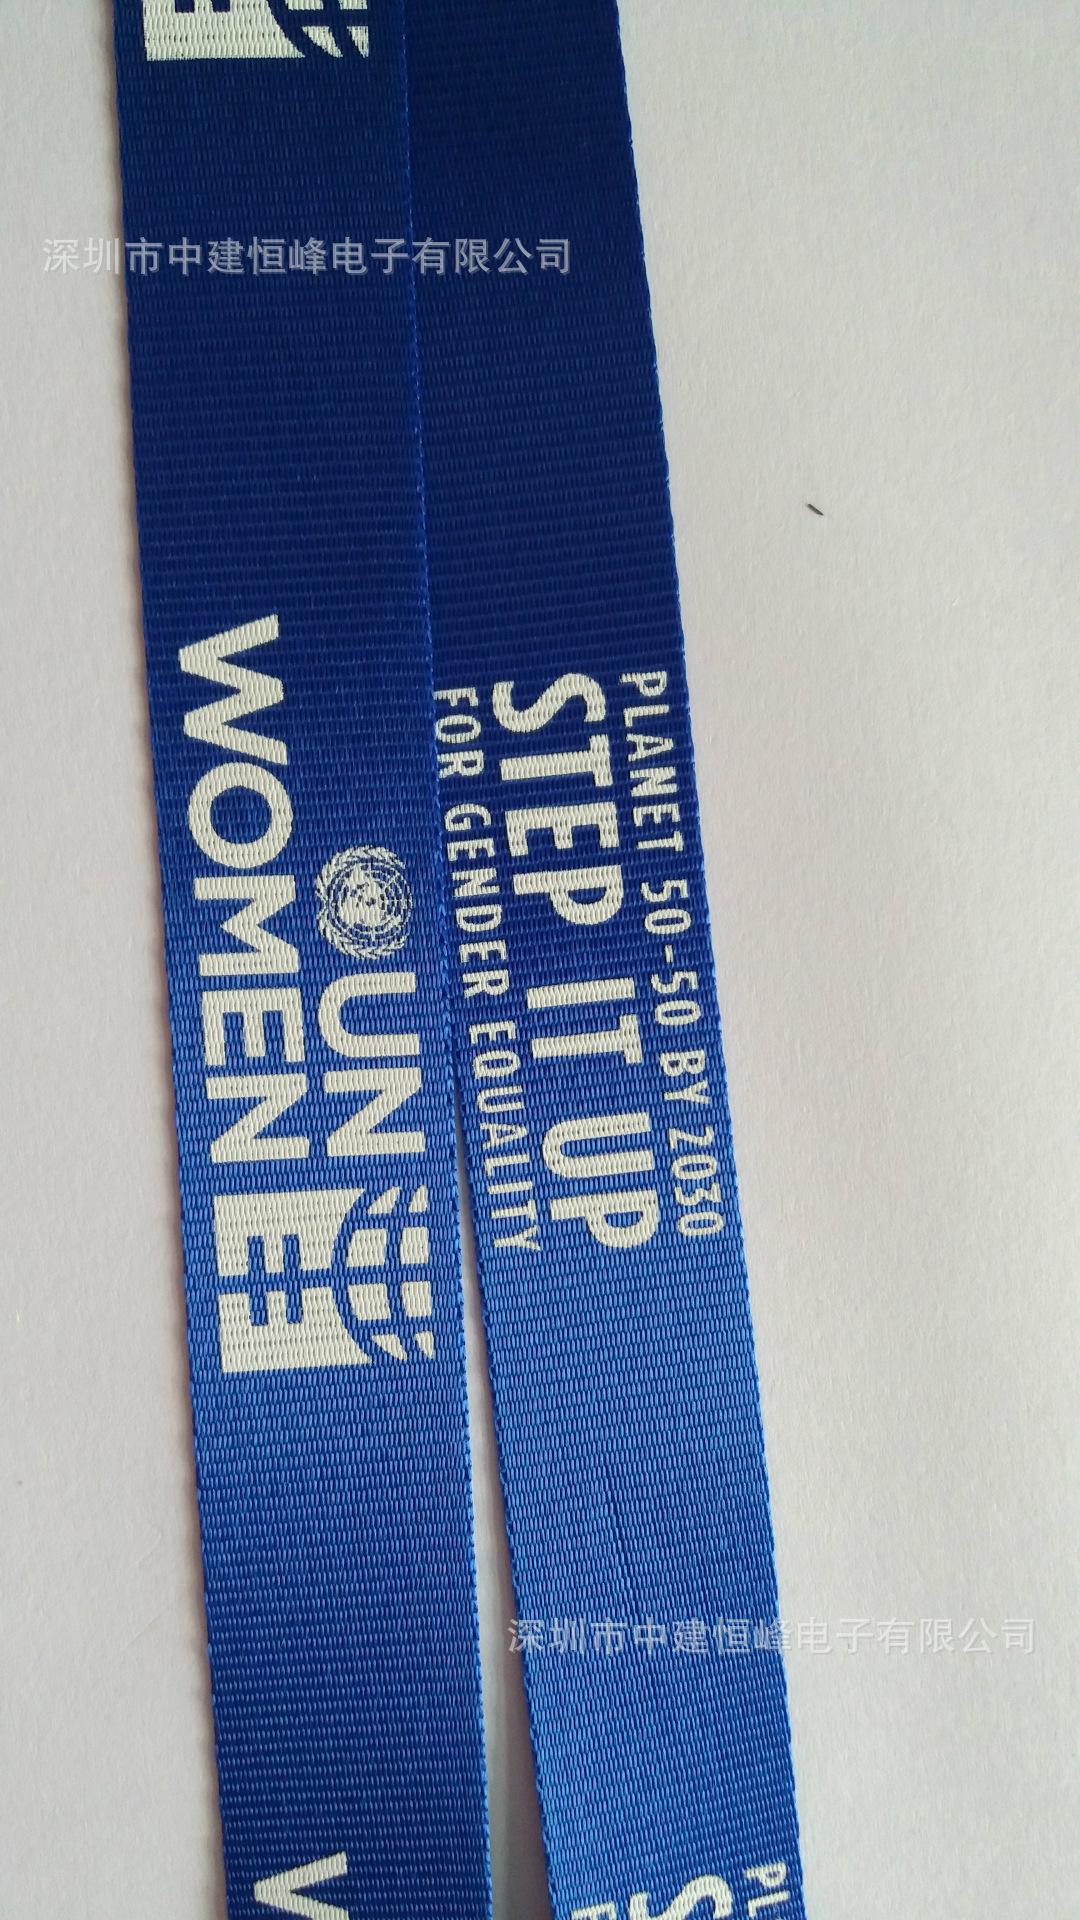 深圳市中建恒峰电子有限公司
UN
WOMEN
PLANET 50-50 BY 2030
STEP IT UP
FOR GENDER EQUALITY
深圳市中建恒峰电子有限公司
W
PL
S
F